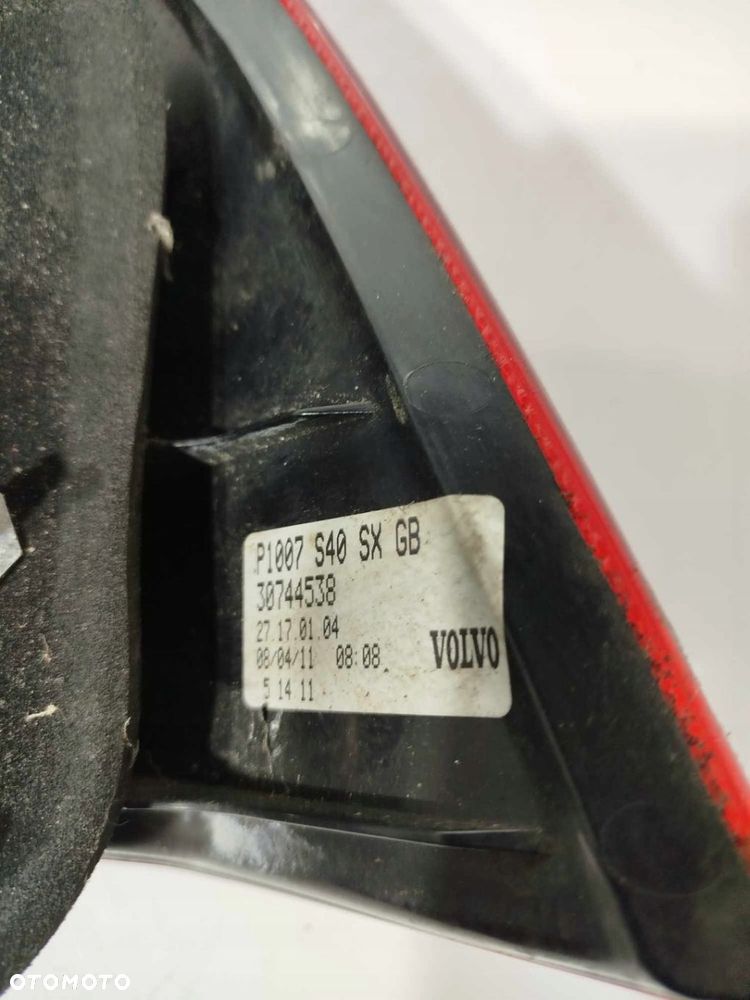 P1007 S40 SX GB
30744538
27.17.01.04
08/04/11 08:08 VOLVO
5 14 11
OTOMOTO